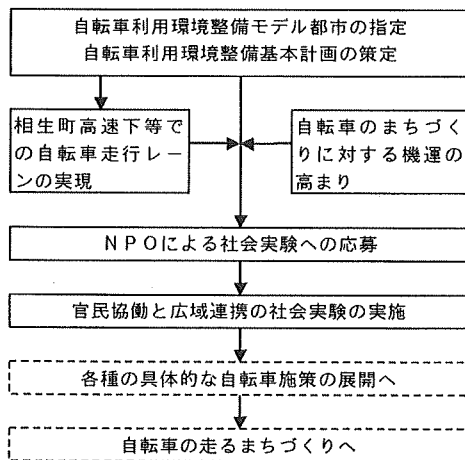 自転車利用環境整備モデル都市の指定
自転車利用環境整備基本計画の策定
相生町高速下等で
の自転車走行レー
ンの実現
自転車のまちづく
りに対する機運の
高まり
NPOによる社会実験への応募
官民協働と広域連携の社会実験の実施
各種の具体的な自転車施策の展開へ
自転車の走るまちづくりへ